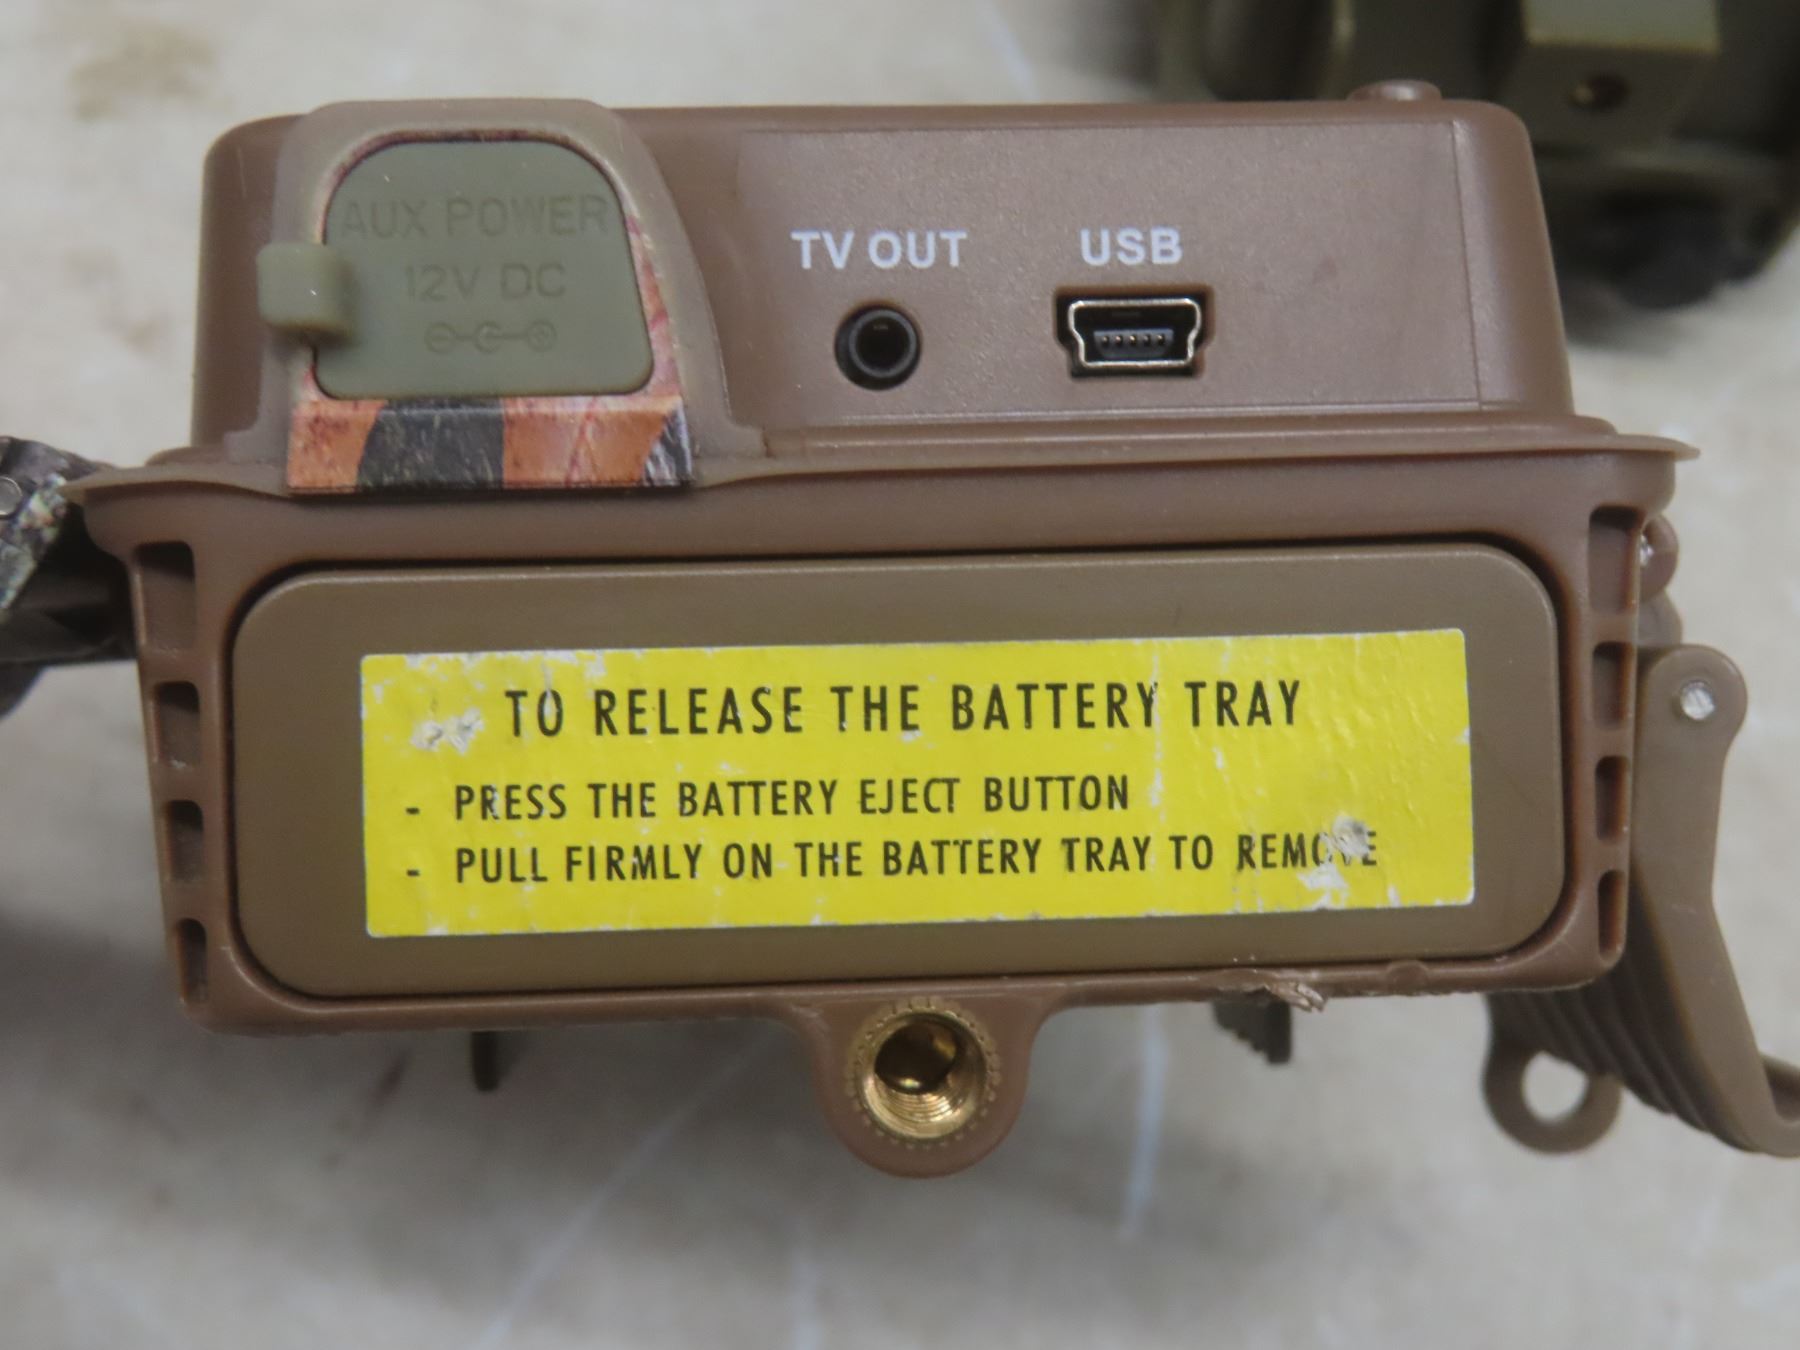 AUX POWER
12V DC
TV OUT
USB
TO RELEASE THE BATTERY TRAY
- PRESS THE BATTERY EJECT BUTTON
- PULL FIRMLY ON THE BATTERY TRAY TO REMOVE